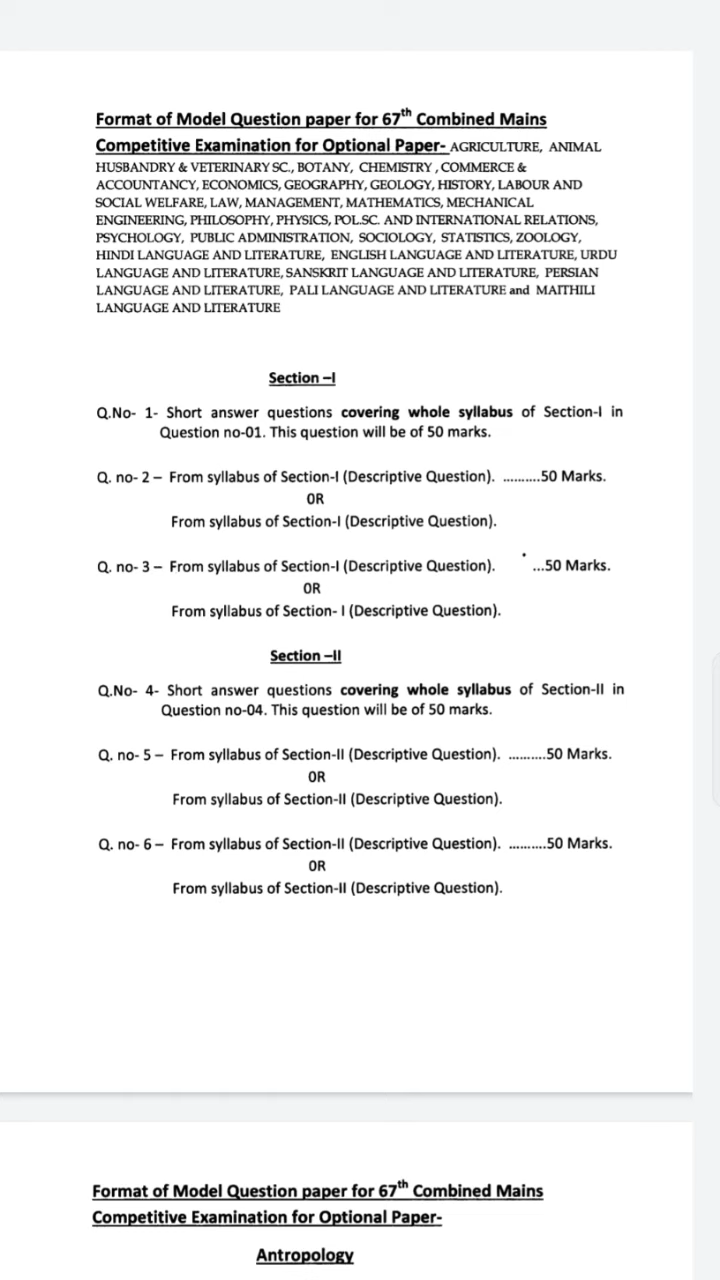 Format of Model Question paper for 67th Combined Mains
Competitive Examination for Optional Paper- AGRICULTURE, ANIMAL
HUSBANDRY & VETERINARY SC., BOTANY, CHEMISTRY , COMMERCE &
ACCOUNTANCY, ECONOMICS, GEOGRAPHY, GEOLOGY, HISTORY, LABOUR AND
SOCIAL WELFARE, LAW, MANAGEMENT, MATHEMATICS, MECHANICAL
ENGINEERING, PHILOSOPHY, PHYSICS, POL.SC. AND INTERNATIONAL RELATIONS,
PSYCHOLOGY, PUBLIC ADMINISTRATION, SOCIOLOGY, STATISTICS, ZOOLOGY,
HINDI LANGUAGE AND LITERATURE, ENGLISH LANGUAGE AND LITERATURE, URDU
LANGUAGE AND LITERATURE, SANSKRIT LANGUAGE AND LITERATURE, PERSIAN
LANGUAGE AND LITERATURE, PALI LANGUAGE AND LITERATURE and MAITHILI
LANGUAGE AND LITERATURE
Section –I
Q.No- 1- Short answer questions covering whole syllabus of Section-I in
Question no-01. This question will be of 50 marks.
Q. no- 2 – From syllabus of Section-I (Descriptive Question). ..........50 Marks.
OR
From syllabus of Section-I (Descriptive Question).
Q. no- 3 – From syllabus of Section-I (Descriptive Question). ...50 Marks.
OR
From syllabus of Section- I (Descriptive Question).
Section –II
Q.No- 4- Short answer questions covering whole syllabus of Section-II in
Question no-04. This question will be of 50 marks.
Q. no- 5 – From syllabus of Section-II (Descriptive Question). ..........50 Marks.
OR
From syllabus of Section-II (Descriptive Question).
Q. no- 6 – From syllabus of Section-II (Descriptive Question). ..........50 Marks.
OR
From syllabus of Section-II (Descriptive Question).
Format of Model Question paper for 67th Combined Mains
Competitive Examination for Optional Paper-
Antropology